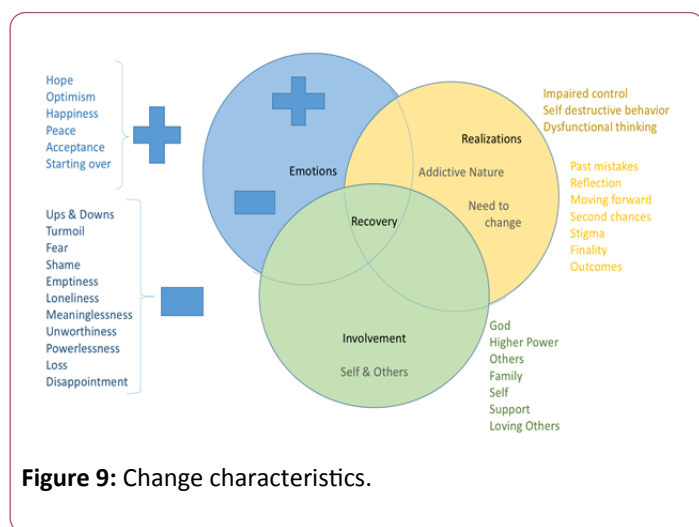 Hope
Optimism
Happiness
Peace
Acceptance
Starting over
Ups & Downs
Turmoil
Fear
Shame
Emptiness
Loneliness
Meaninglessness
Unworthiness
Powerlessness
Loss
Disappointment
Emotions
Realizations
Addictive Nature
Need to
change
Recovery
Involvement
Self & Others
Impaired control
Self destructive behavior
Dysfunctional thinking
Past mistakes
Reflection
Moving forward
Second chances
Stigma
Finality
Outcomes
God
Higher Power
Others
Family
Self
Support
Loving Others
Figure 9: Change characteristics.